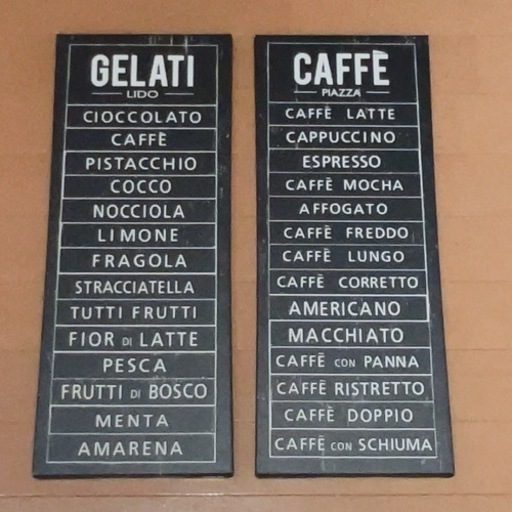 GELATI
LIDO
CIOCCOLATO
CAFFÈ
PISTACCHIO
COCCO
NOCCIOLA
LIMONE
FRAGOLA
STRACCIATELLA
TUTTI FRUTTI
FIOR DI LATTE
PESCA
FRUTTI DI BOSCO
MENTA
AMARENA
CAFFÈ
PIAZZA
CAFFÈ LATTE
CAPPUCCINO
ESPRESSO
CAFFÈ MOCHA
AFFOGATO
CAFFÈ FREDDO
CAFFÈ LUNGO
CAFFÈ CORRETTO
AMERICANO
MACCHIATO
CAFFÈ CON PANNA
CAFFÈ RISTRETTO
CAFFÈ DOPPIO
CAFFÈ CON SCHIUMA